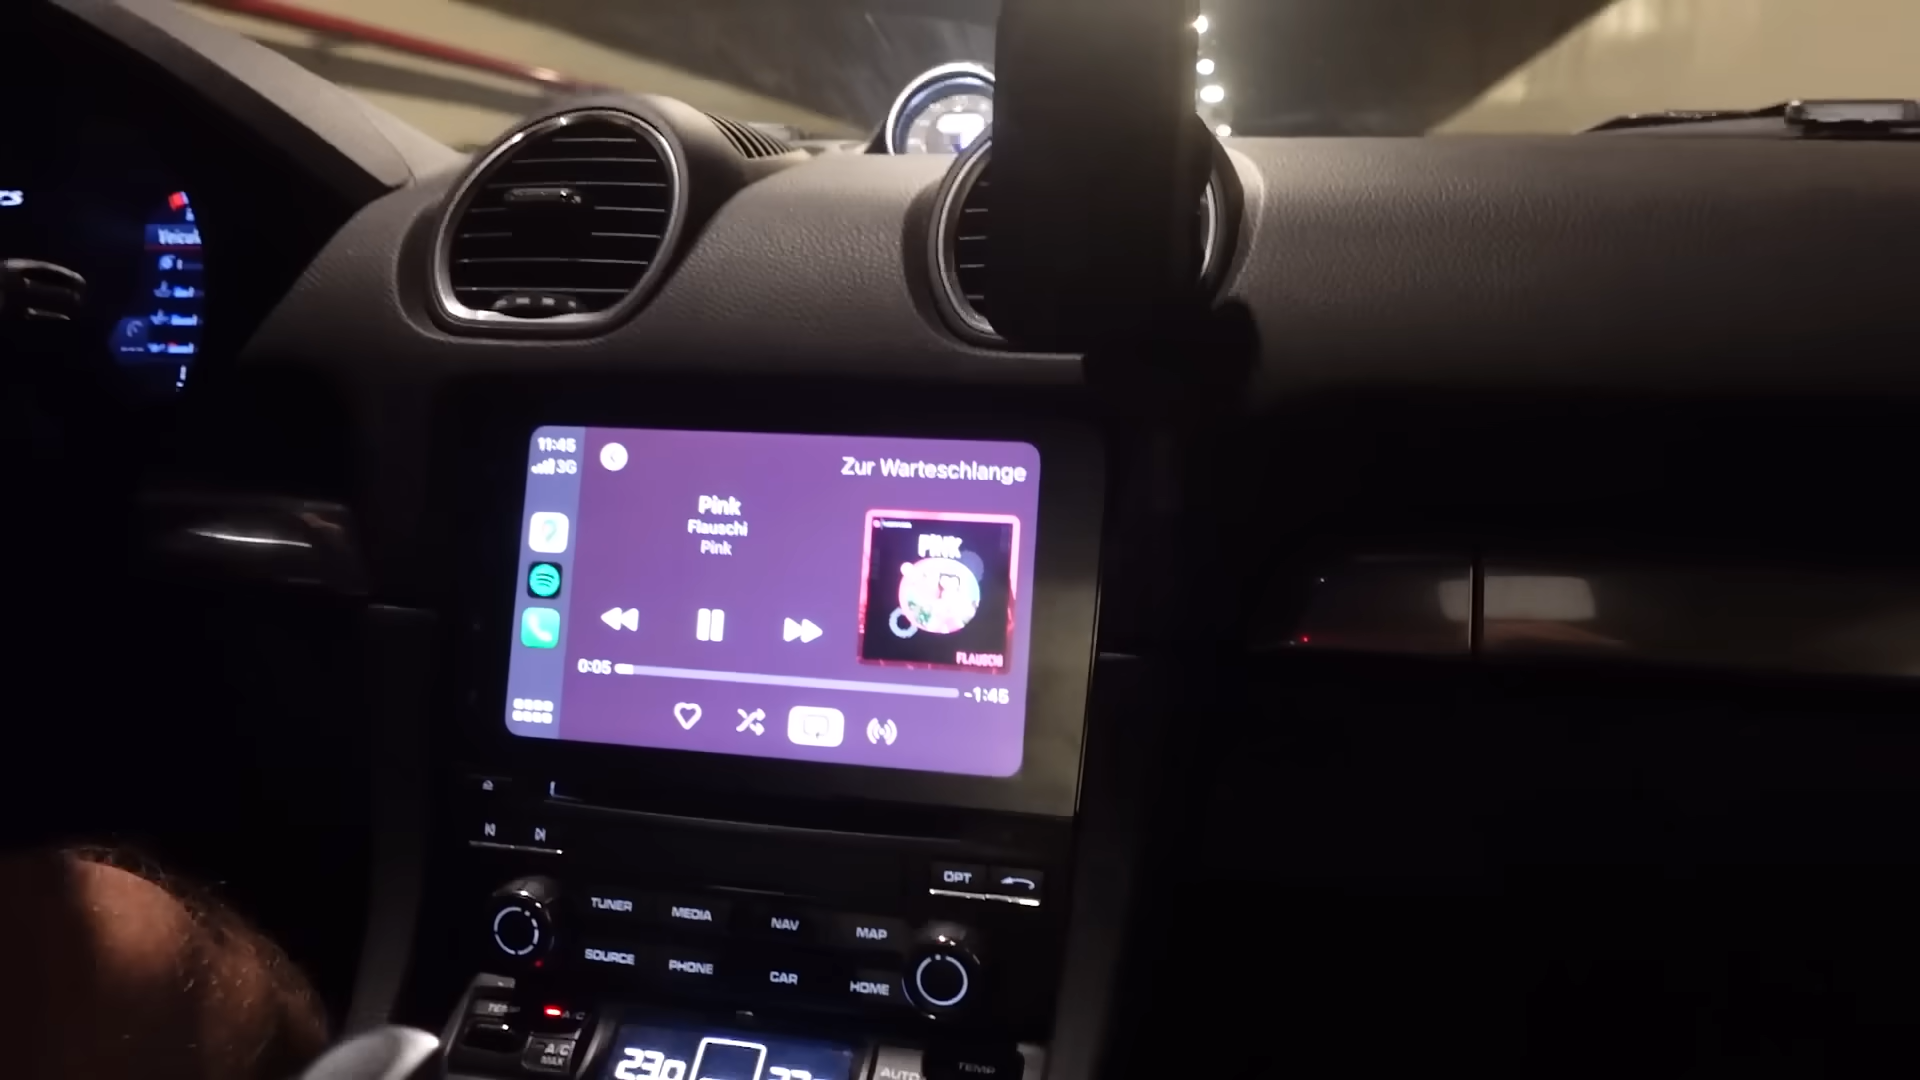 11:45
3G
Zur Warteschlange
Pink
Flauschi
Pink
PINK
FLAUSCHI
0:05
-1:45
OPT
TUNER
MEDIA
NAV
MAP
SOURCE
PHONE
CAR
HOME
TEMP
A/C
A/C
MAX
23.0
AUTO
TEMP